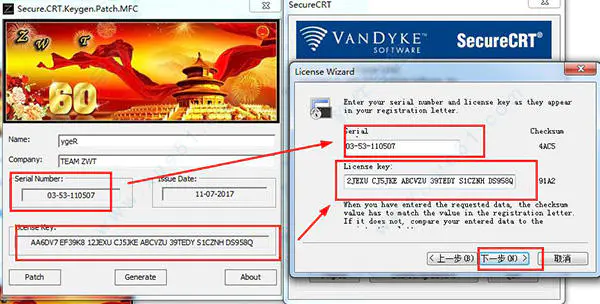 Secure.CRT.Keygen.Patch.MFC
ZWT
60
Name:
ygeR
Company:
TEAM ZWT
Serial Number:
Issue Date:
03-53-110507
11-07-2017
License Key:
AA6DV7 EF39K8 12JEXU CJ5JKE ABCVZU 39TEDY S1CZNH DS958Q
Patch
Generate
About
SecureCRT
VANDYKE
SOFTWARE
SecureCRT®
License Wizard
Enter your serial number and license key as they appear
in your registration letter.
Serial
Checksum
03-53-110507
4AC5
License key:
2JEXU CJ5JKE ABCVZU 39TEDY S1CZNH DS958Q
91A2
When you have entered the requested data, the checksum
value has to match the value in the registration letter.
If it does not, compare your entered data to the
< 上一步(B)
下一步(N) >
取消